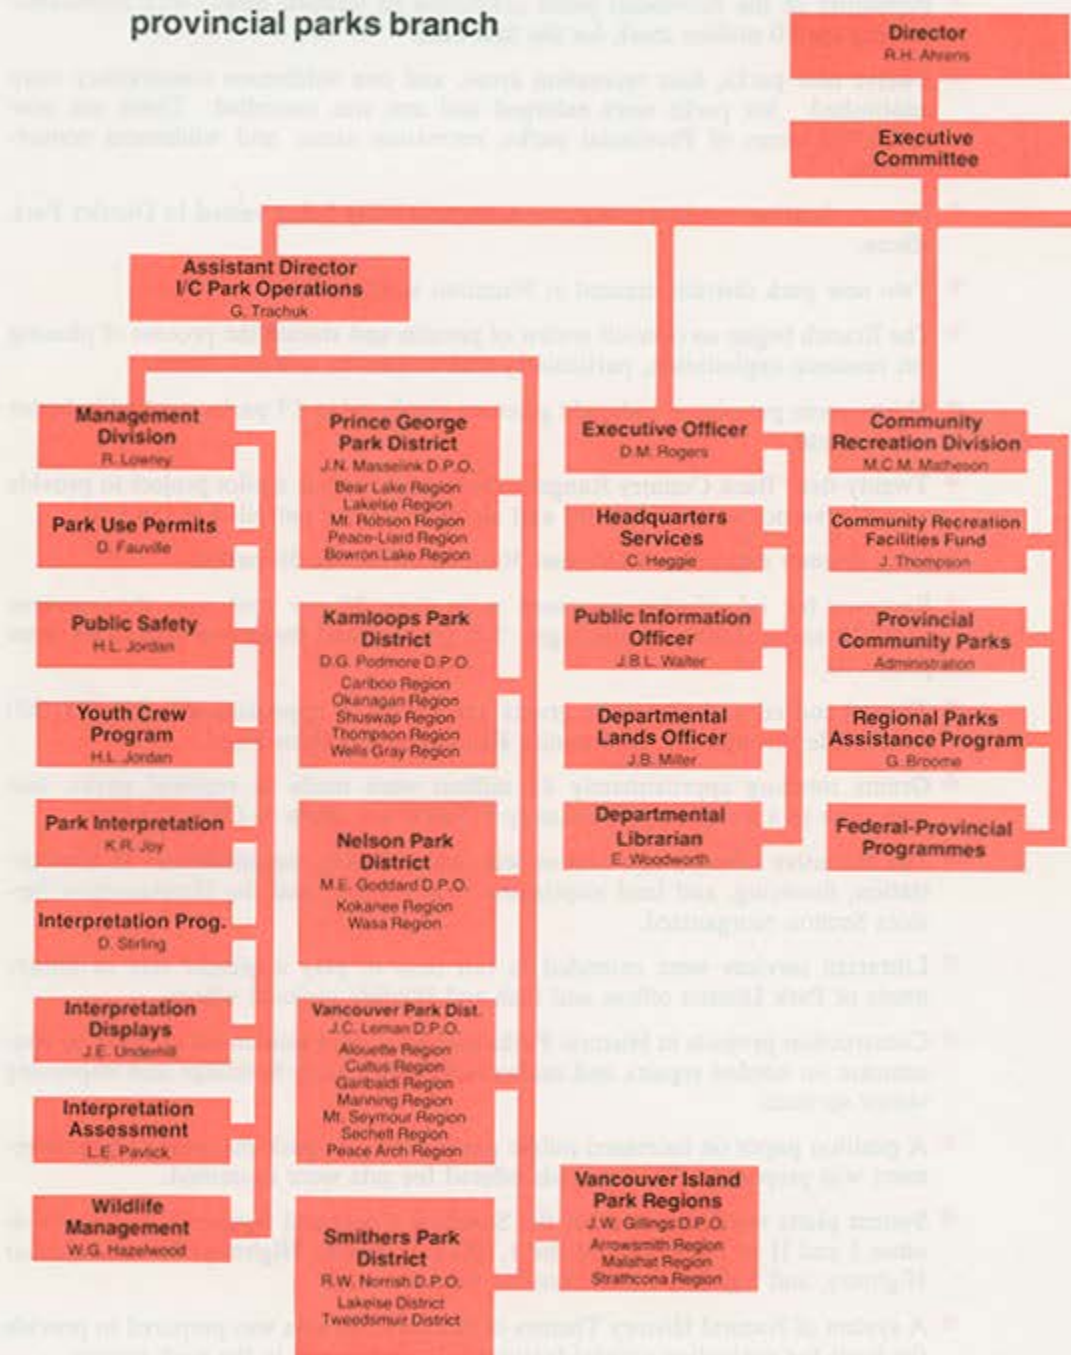 provincial parks branch
Director
R.H. Ahrens
Executive
Committee
Assistant Director
I/C Park Operations
G. Trachuk
Management
Division
R. Lowrey
Park Use Permits
D. Fauville
Public Safety
H.L. Jordan
Youth Crew
Program
H.L. Jordan
Park Interpretation
K.R. Joy
Interpretation Prog.
D. Stirling
Interpretation
Displays
J.E. Underhill
Interpretation
Assessment
L.E. Pavlick
Wildlife
Management
W.G. Hazelwood
Prince George
Park District
J.N. Masselink D.P.O.
Bear Lake Region
Lakelse Region
Mt. Robson Region
Peace-Liard Region
Bowron Lake Region
Kamloops Park
District
D.G. Podmore D.P.O.
Cariboo Region
Okanagan Region
Shuswap Region
Thompson Region
Wells Gray Region
Nelson Park
District
M.E. Goddard D.P.O.
Kokanee Region
Wasa Region
Vancouver Park Dist.
J.C. Leman D.P.O.
Alouette Region
Cultus Region
Garibaldi Region
Manning Region
Mt. Seymour Region
Sechelt Region
Peace Arch Region
Smithers Park
District
R.W. Norrish D.P.O.
Lakelse District
Tweedsmuir District
Vancouver Island
Park Regions
J.W. Gillings D.P.O.
Arrowsmith Region
Malahat Region
Strathcona Region
Executive Officer
D.M. Rogers
Headquarters
Services
C. Heggie
Public Information
Officer
J.B.L. Walter
Departmental
Lands Officer
J.B. Miller
Departmental
Librarian
E. Woodworth
Community
Recreation Division
M.C.M. Matheson
Community Recreation
Facilities Fund
J. Thompson
Provincial
Community Parks
Administration
Regional Parks
Assistance Program
G. Broome
Federal-Provincial
Programmes